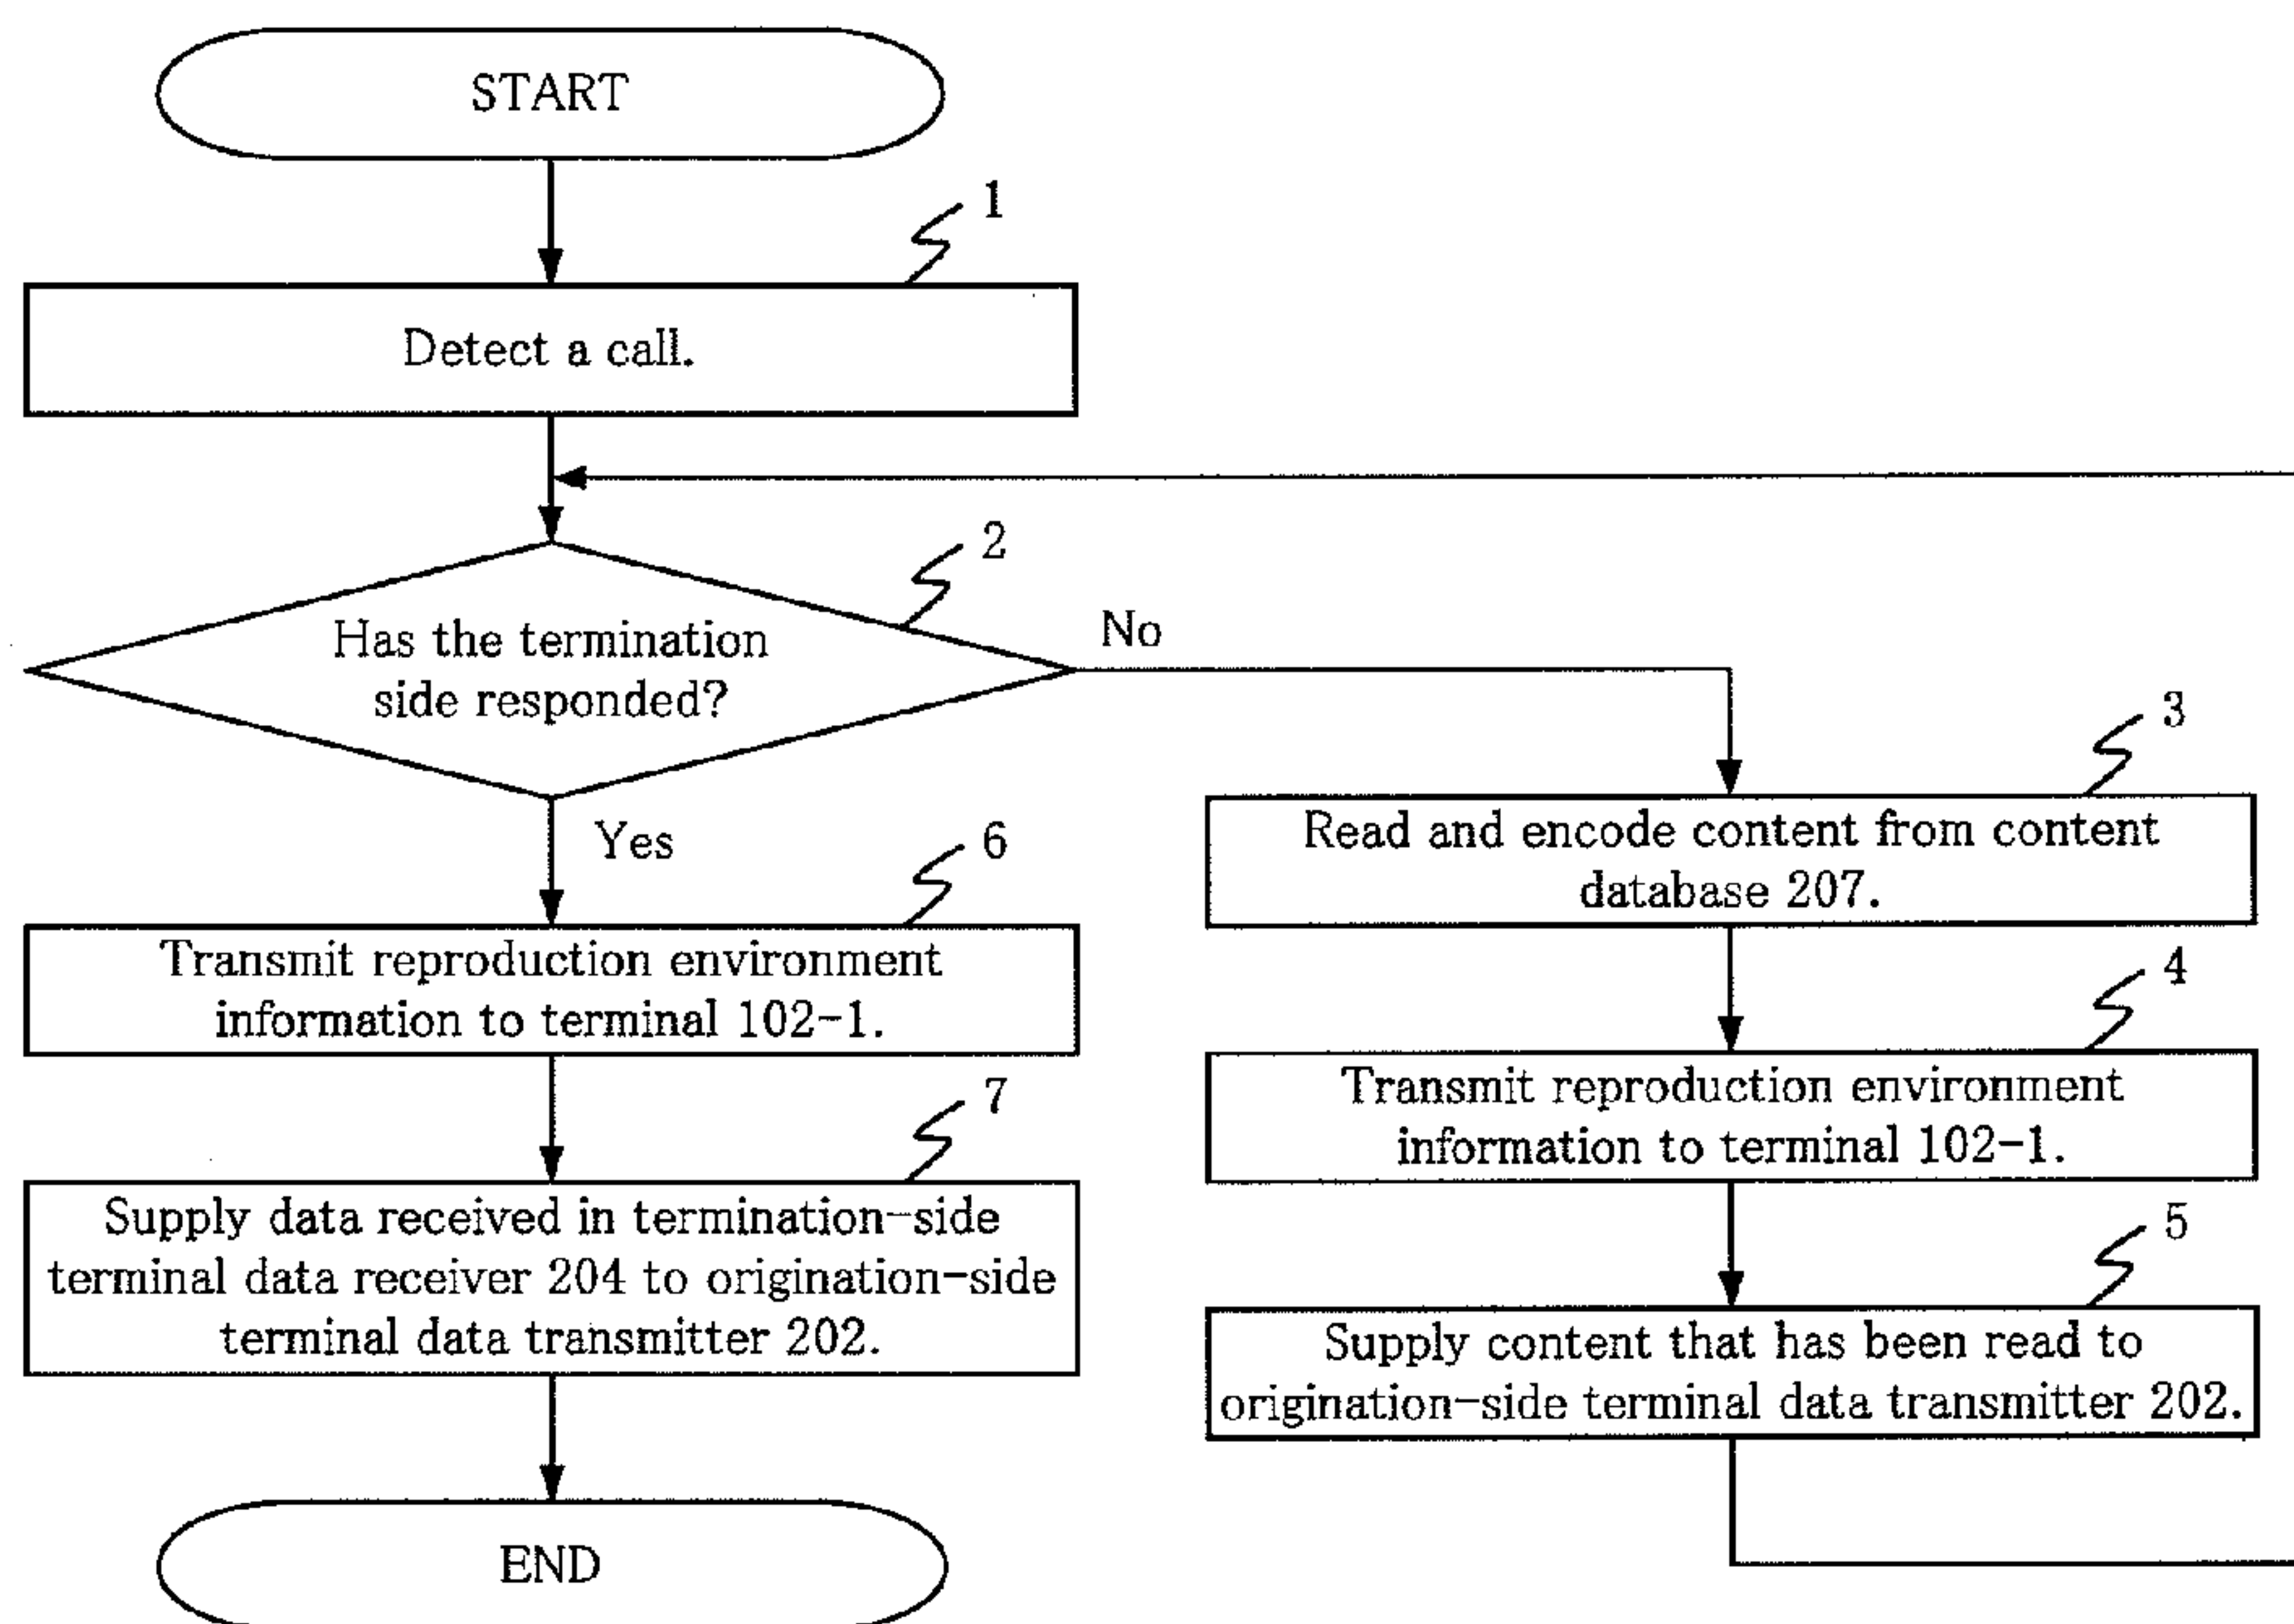 START
1
Detect a call.
2
Has the termination
side responded?
No
Yes
3
Read and encode content from content
database 207.
6
Transmit reproduction environment
information to terminal 102-1.
4
Transmit reproduction environment
information to terminal 102-1.
7
Supply data received in termination-side
terminal data receiver 204 to origination-side
terminal data transmitter 202.
5
Supply content that has been read to
origination-side terminal data transmitter 202.
END